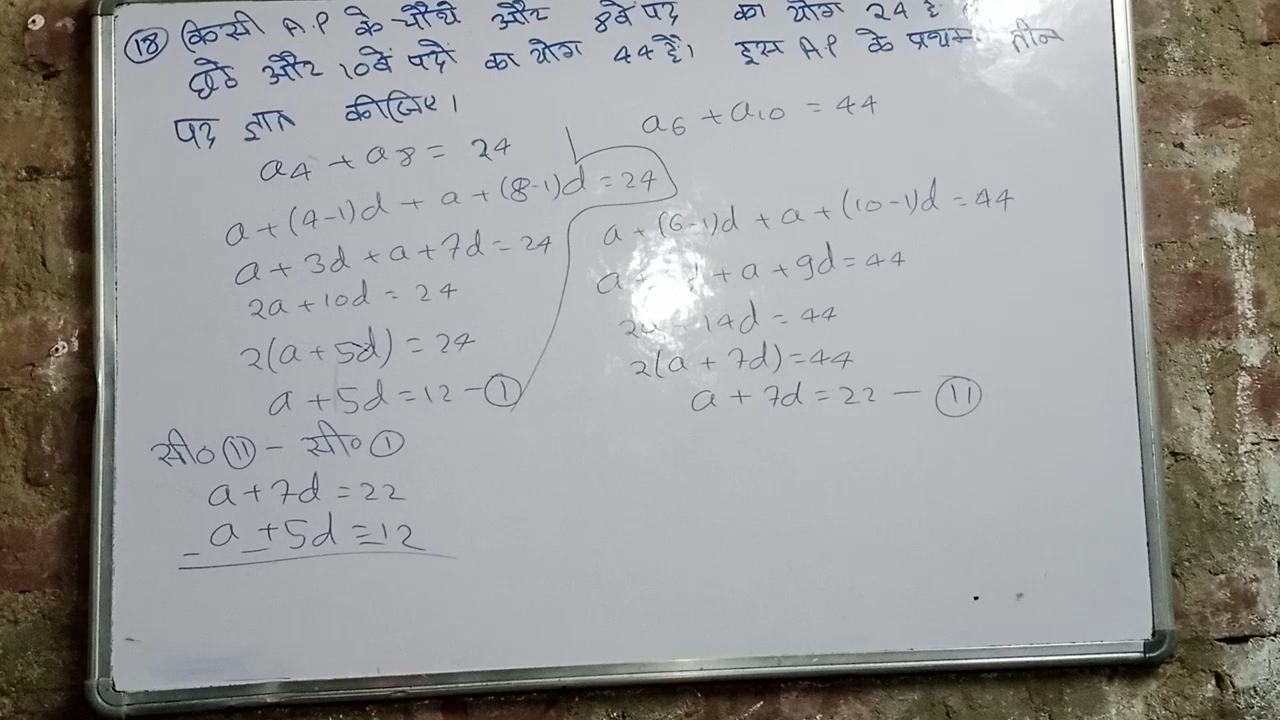 (18) किसी A.P के चौथे और 8वे पद का योग 24 है
छठे और 10वें पदों का योग 44 है। इस A.P के प्रथम तीन
पद ज्ञात कीजिए।
a4 + a8 = 24
a + (4-1)d + a + (8-1)d = 24
a + 3d + a + 7d = 24
2a + 10d = 24
2(a + 5d) = 24
a + 5d = 12 - (1)
a6 + a10 = 44
a + (6-1)d + a + (10-1)d = 44
a + d + a + 9d = 44
2a 14d = 44
2(a + 7d) = 44
a + 7d = 22 - (11)
सी० (11) - सी० (1)
a + 7d = 22
- a + 5d = 12